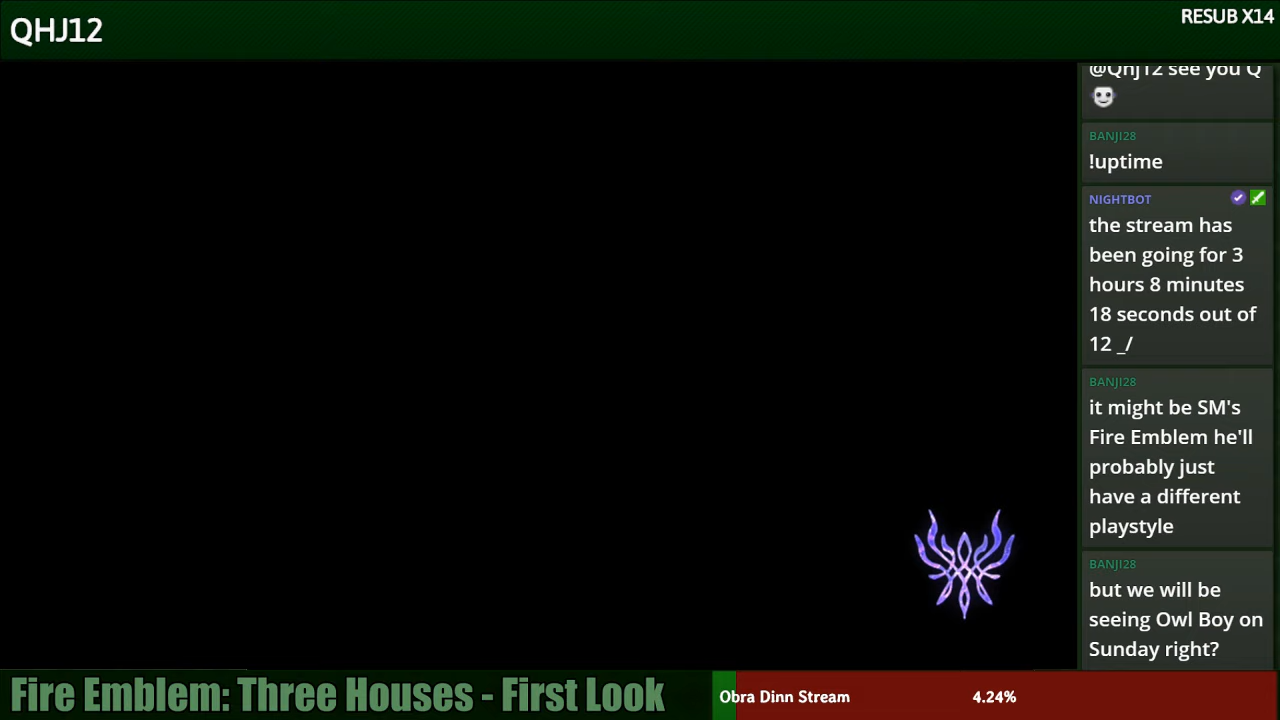 QHJ12
RESUB X14
@Qhj12 see you Q
BANJI28
!uptime
NIGHTBOT
the stream has
been going for 3
hours 8 minutes
18 seconds out of
12 _/
BANJI28
it might be SM's
Fire Emblem he'll
probably just
have a different
playstyle
BANJI28
but we will be
seeing Owl Boy on
Sunday right?
Fire Emblem: Three Houses - First Look
Obra Dinn Stream 4.24%